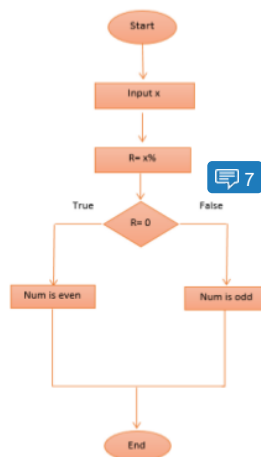 Start
Input x
R= x%
7
True
False
R= 0
Num is even
Num is odd
End